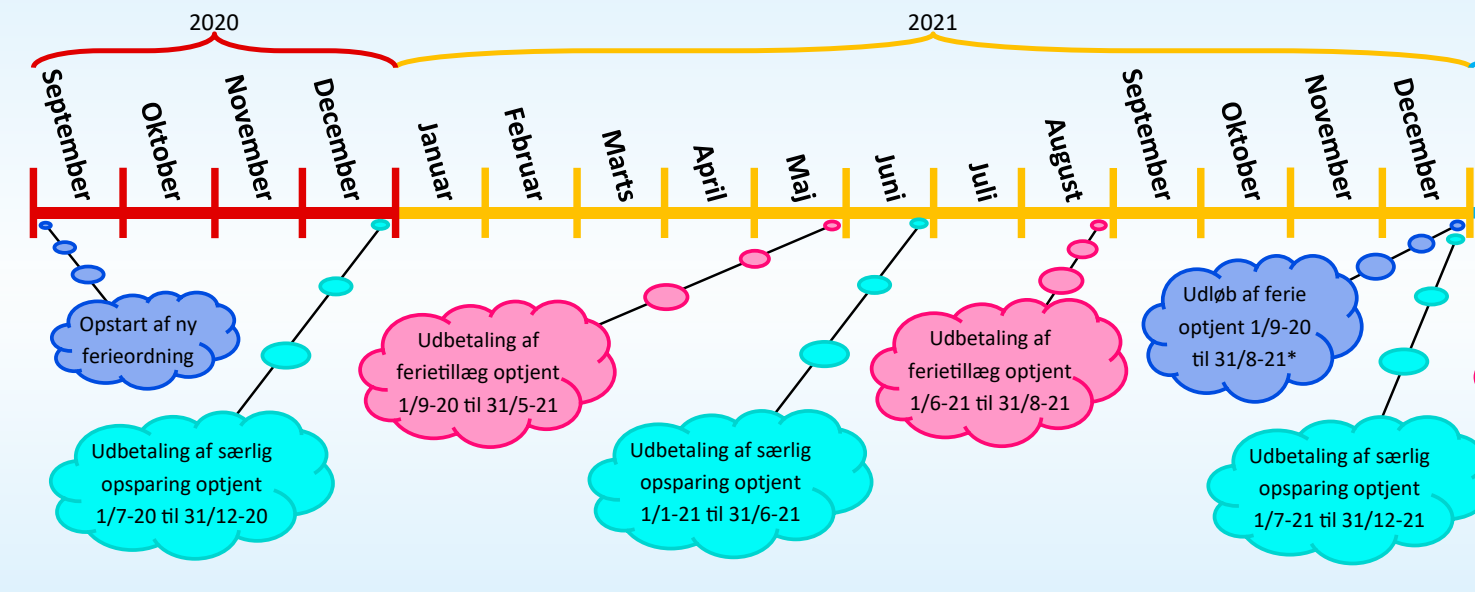 2020
2021
September
Oktober
November
December
Januar
Februar
Marts
April
Maj
Juni
Juli
August
September
Oktober
November
December
Opstart af ny
ferieordning
Udbetaling af særlig
opsparing optjent
1/7-20 til 31/12-20
Udbetaling af
ferietillæg optjent
1/9-20 til 31/5-21
Udbetaling af særlig
opsparing optjent
1/1-21 til 31/6-21
Udbetaling af
ferietillæg optjent
1/6-21 til 31/8-21
Udløb af ferie
optjent 1/9-20
til 31/8-21*
Udbetaling af særlig
opsparing optjent
1/7-21 til 31/12-21